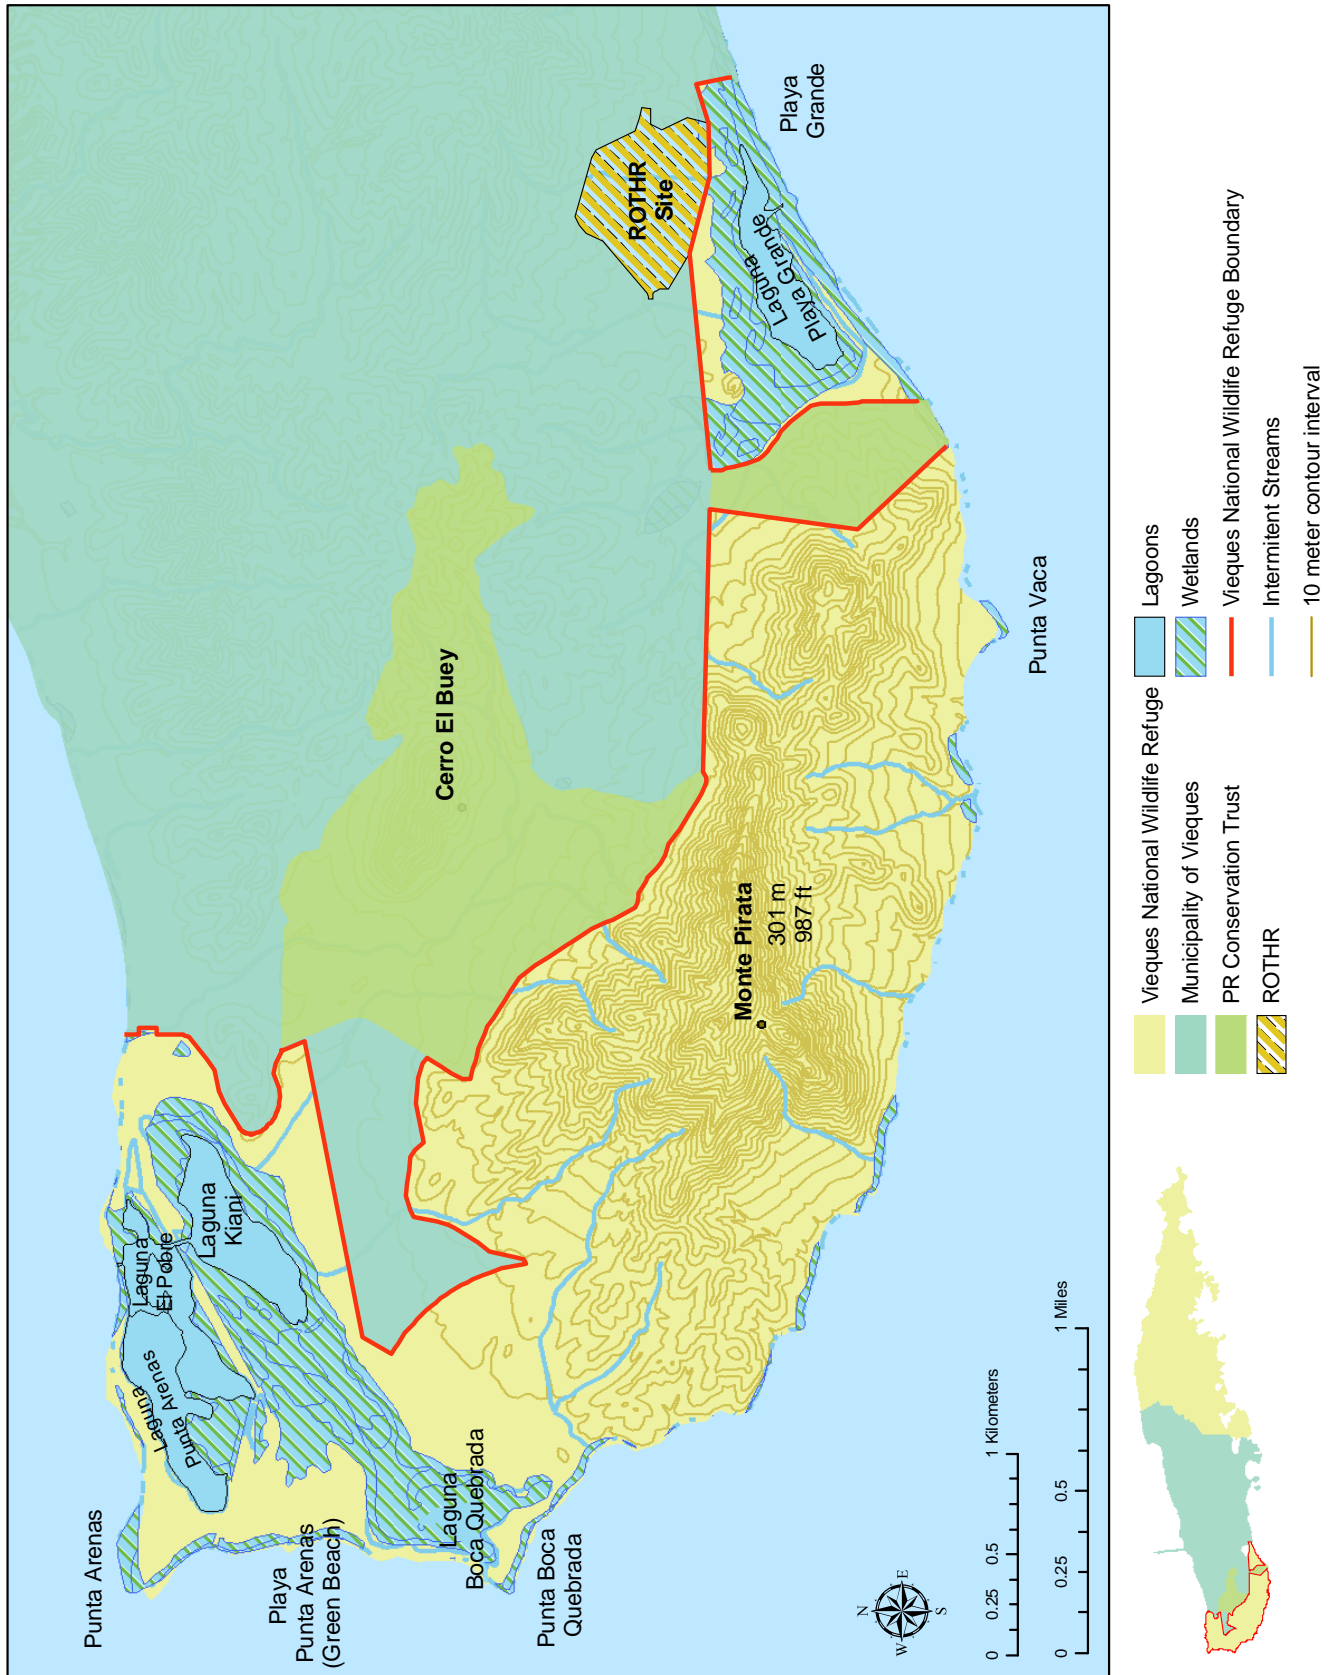 Punta Arenas
Laguna
Punta Arenas
Laguna
El Pobre
Laguna
Kiani
Playa
Punta Arenas
(Green Beach)
Laguna
Boca Quebrada
Punta Boca
Quebrada
Cerro El Buey
Monte Pirata
301 m
987 ft
ROTHR
Site
Laguna
Playa Grande
Playa
Grande
Punta Vaca
N
W
E
S
0
0.25
0.5
1 Kilometers
0
0.25
0.5
1 Miles
Vieques National Wildlife Refuge
Municipality of Vieques
PR Conservation Trust
ROTHR
Lagoons
Wetlands
Vieques National Wildlife Refuge Boundary
Intermitent Streams
10 meter contour interval